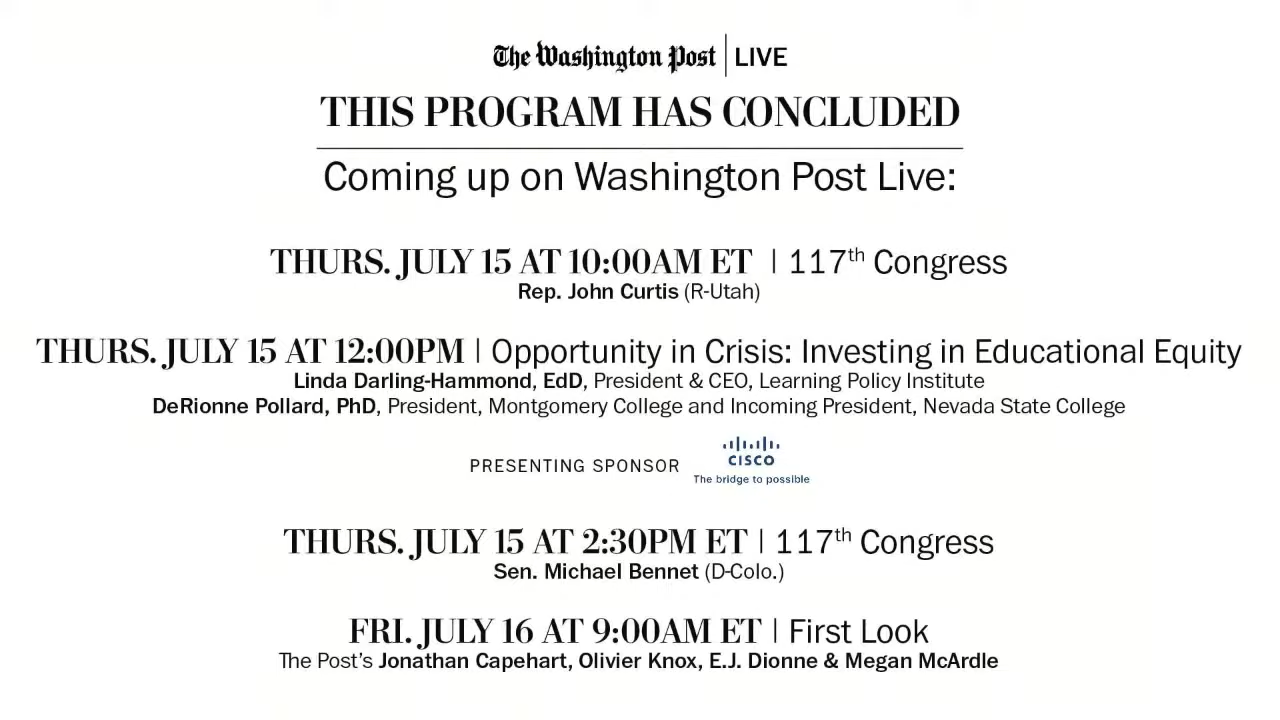 The Washington Post | LIVE
THIS PROGRAM HAS CONCLUDED
Coming up on Washington Post Live:
THURS. JULY 15 AT 10:00AM ET | 117th Congress
Rep. John Curtis (R-Utah)
THURS. JULY 15 AT 12:00PM | Opportunity in Crisis: Investing in Educational Equity
Linda Darling-Hammond, EdD, President & CEO, Learning Policy Institute
DeRionne Pollard, PhD, President, Montgomery College and Incoming President, Nevada State College
PRESENTING SPONSOR CISCO
The bridge to possible
THURS. JULY 15 AT 2:30PM ET | 117th Congress
Sen. Michael Bennet (D-Colo.)
FRI. JULY 16 AT 9:00AM ET | First Look
The Post's Jonathan Capehart, Olivier Knox, E.J. Dionne & Megan McArdle